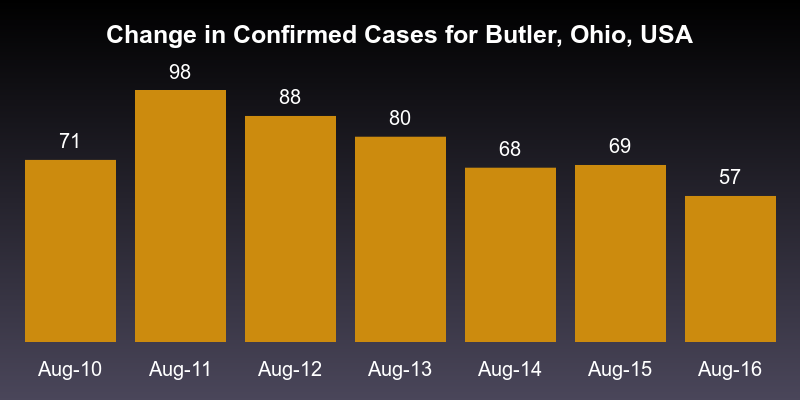 Change in Confirmed Cases for Butler, Ohio, USA
71
98
88
80
68
69
57
Aug-10
Aug-11
Aug-12
Aug-13
Aug-14
Aug-15
Aug-16